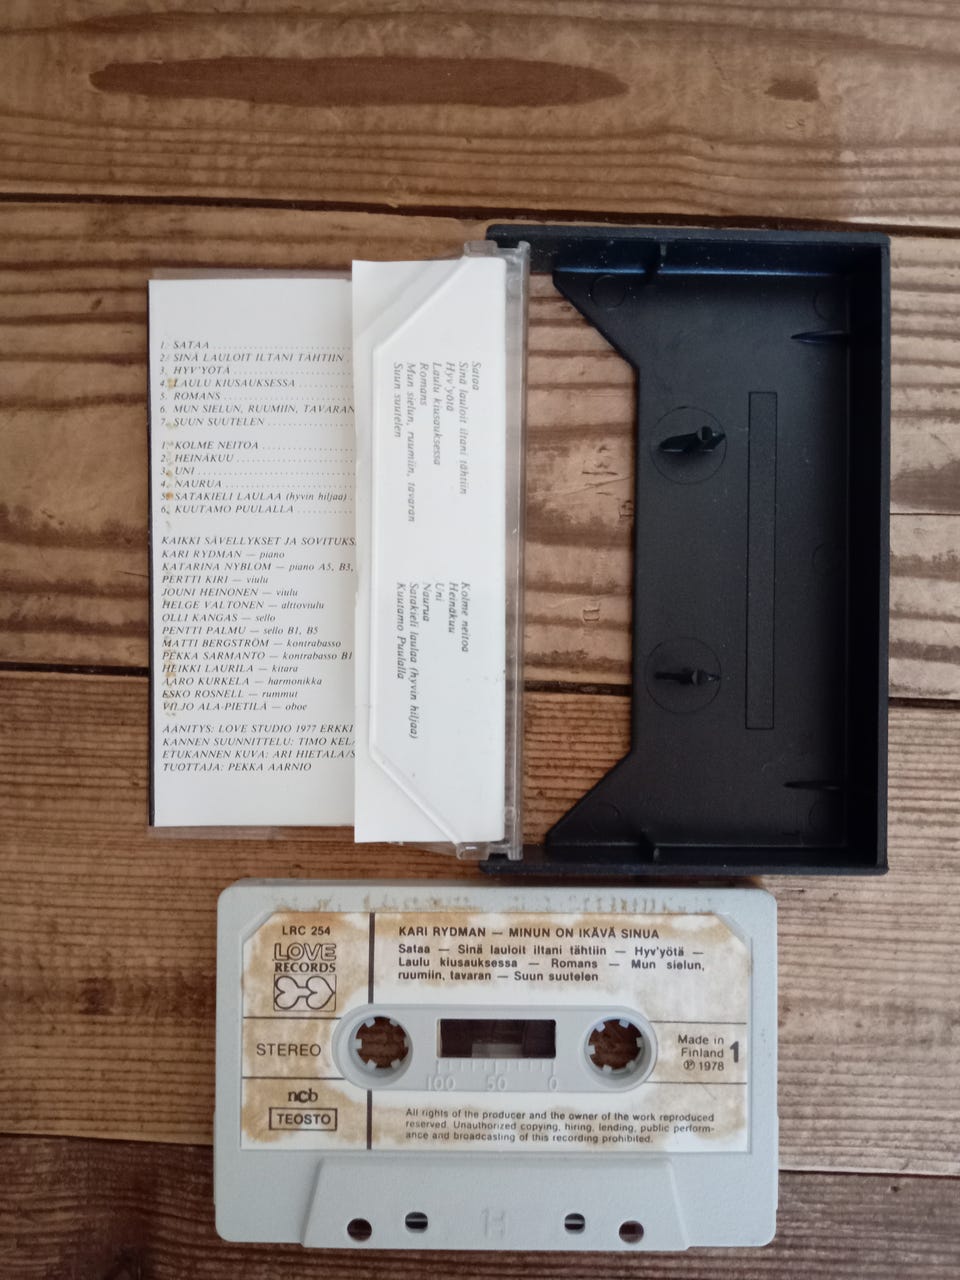 1. SATAA
2. SINÄ LAULOIT ILTANI TÄHTIIN
3. HYV'YÖTÄ
4. LAULU KIUSAUKSESSA
5. ROMANS
6. MUN SIELUN, RUUMIIN, TAVARAN
7. SUUN SUUTELEN
1. KOLME NEITOA
2. HEINÄKUU
3. UNI
4. NAURUA
5. SATAKIELI LAULAA (hyvin hiljaa)
6. KUUTAMO PUULALLA
KAIKKI SÄVELLYKSET JA SOVITUKS
KARI RYDMAN — piano
KATARINA NYBLOM — piano A5, B3,
PERTTI KIRI — viulu
JOUNI HEINONEN — viulu
HELGE VALTONEN — alttoviulu
OLLI KANGAS — sello
PENTTI PALMU — sello B1, B5
MATTI BERGSTRÖM — kontrabasso
PEKKA SARMANTO — kontrabasso B1
HEIKKI LAURILA — kitara
AARO KURKELA — harmonikka
ESKO ROSNELL — rummut
VILJO ALA-PIETILÄ — oboe
ÄÄNITYS: LOVE STUDIO 1977 ERKKI
KANNEN SUUNNITTELU: TIMO KELA
ETUKANNEN KUVA: ARI HIETALA/S
TUOTTAJA: PEKKA AARNIO
Sataa
Sinä lauloit iltani tähtiin
Hyv'yötä
Laulu kiusauksessa
Romans
Mun sielun, ruumiin, tavaran
Suun suutelen
Kolme neitoa
Heinäkuu
Uni
Naurua
Satakieli laulaa (hyvin hiljaa)
Kuutamo Puulalla
LRC 254
LOVE
RECORDS
KARI RYDMAN — MINUN ON IKÄVÄ SINUA
Sataa — Sinä lauloit iltani tähtiin — Hyv'yötä —
Laulu kiusauksessa — Romans — Mun sielun,
ruumiin, tavaran — Suun suutelen
STEREO
100 50 0
Made in
Finland 1
℗ 1978
ncb
TEOSTO
All rights of the producer and the owner of the work reproduced
reserved. Unauthorized copying, hiring, lending, public perform-
ance and broadcasting of this recording prohibited.